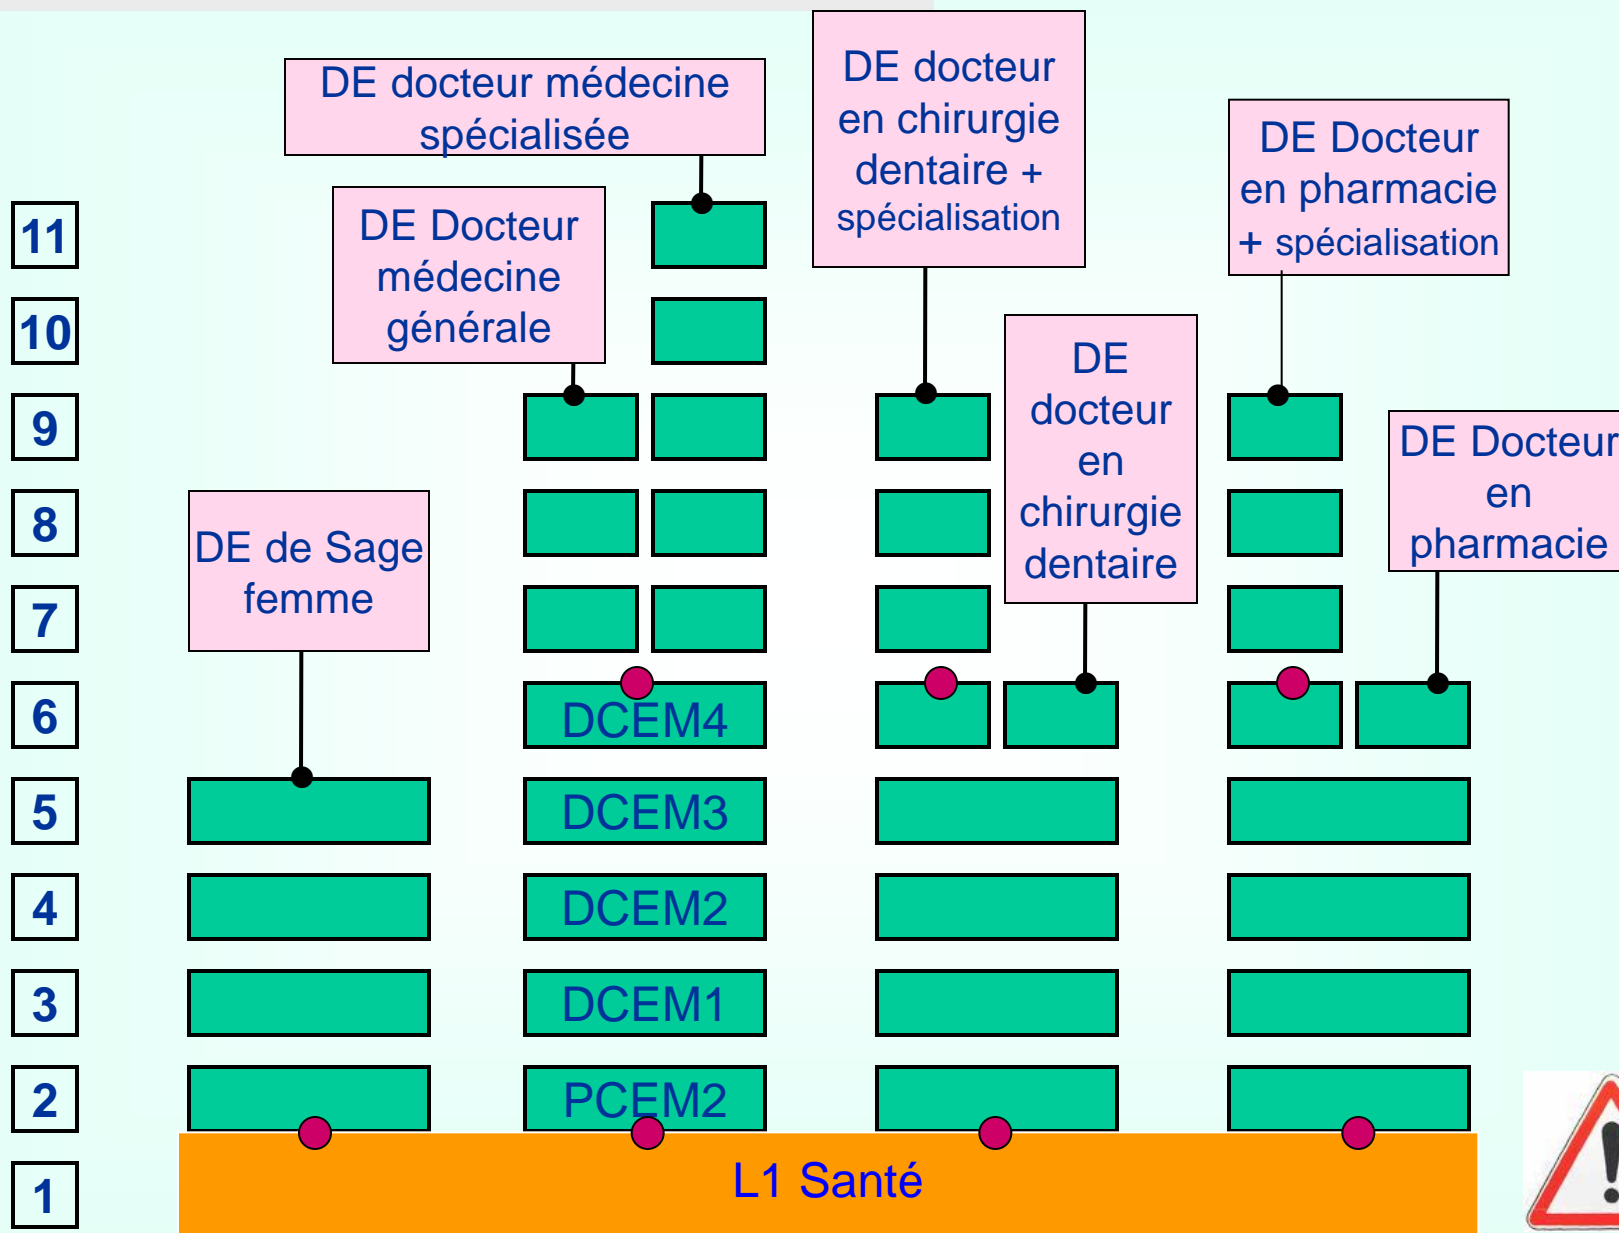 DE docteur médecine
spécialisée
DE docteur
en chirurgie
dentaire +
spécialisation
DE Docteur
en pharmacie
+ spécialisation
DE Docteur
médecine
générale
DE
docteur
en
chirurgie
dentaire
DE Docteur
en
pharmacie
DE de Sage
femme
11
10
9
8
7
6
DCEM4
5
DCEM3
4
DCEM2
3
DCEM1
2
PCEM2
1
L1 Santé
!